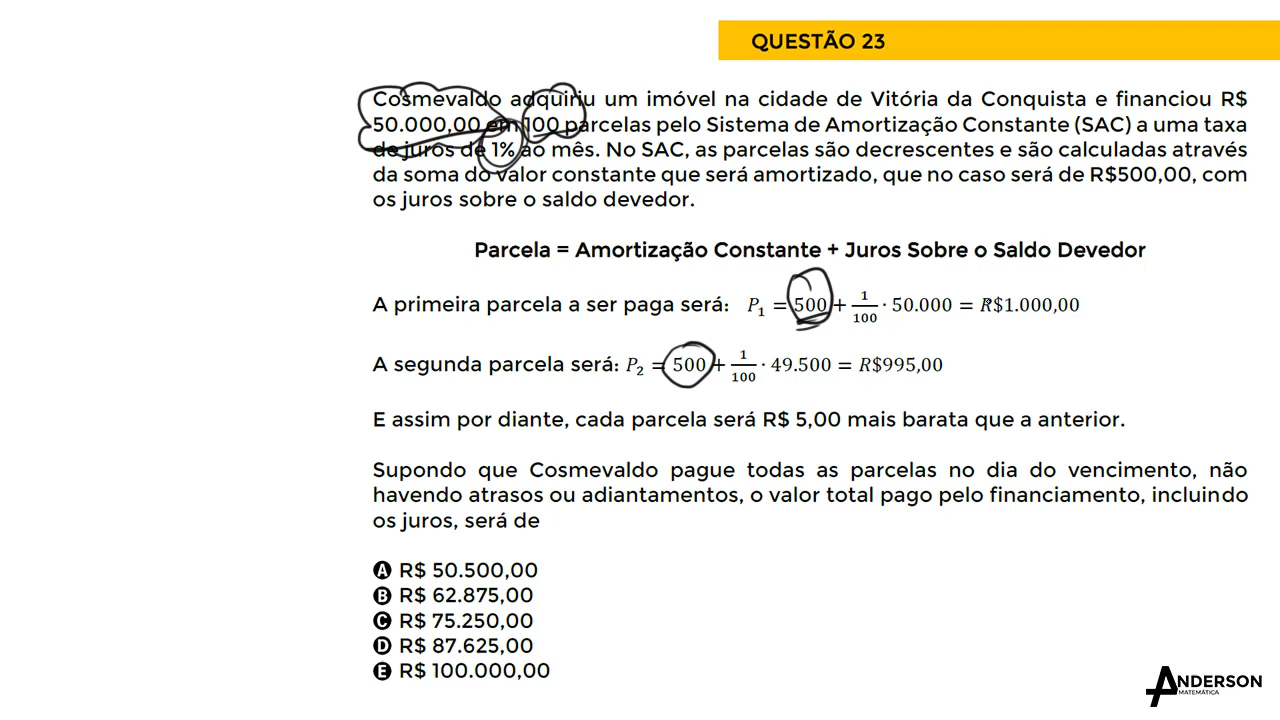 QUESTÃO 23
Cosmevaldo adquiriu um imóvel na cidade de Vitória da Conquista e financiou R$
50.000,00 em 100 parcelas pelo Sistema de Amortização Constante (SAC) a uma taxa
de juros de 1% ao mês. No SAC, as parcelas são decrescentes e são calculadas através
da soma do valor constante que será amortizado, que no caso será de R$500,00, com
os juros sobre o saldo devedor.
Parcela = Amortização Constante + Juros Sobre o Saldo Devedor
A primeira parcela a ser paga será: P₁ = 500 + 1/100 · 50.000 = R$1.000,00
A segunda parcela será: P₂ = 500 + 1/100 · 49.500 = R$995,00
E assim por diante, cada parcela será R$ 5,00 mais barata que a anterior.
Supondo que Cosmevaldo pague todas as parcelas no dia do vencimento, não
havendo atrasos ou adiantamentos, o valor total pago pelo financiamento, incluindo
os juros, será de
A R$ 50.500,00
B R$ 62.875,00
C R$ 75.250,00
D R$ 87.625,00
E R$ 100.000,00
ANDERSON
MATEMÁTICA